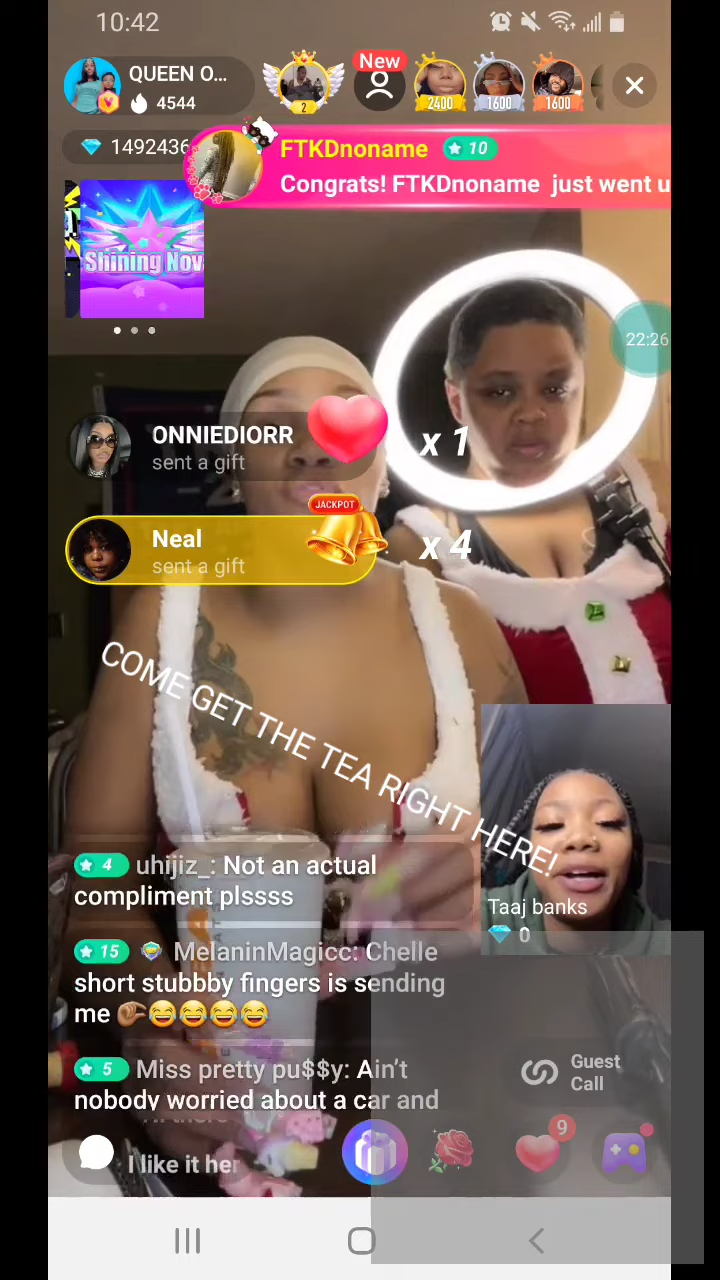 10:42
QUEEN O...
4544
2
New
2400
1600
1600
1492436
FTKDnoname 10
Congrats! FTKDnoname just went u
Shining Nov
22:26
ONNIEDIORR
sent a gift
x 1
JACKPOT
Neal
sent a gift
x 4
COME GET THE TEA RIGHT HERE!
4 uhijiz_: Not an actual
compliment plssss
Taaj banks
0
15 MelaninMagicc: Chelle
short stubbby fingers is sending
me 🤏🏾😂😂😂😂
5 Miss pretty pu$$y: Ain't
nobody worried about a car and
Guest
Call
9
I like it her